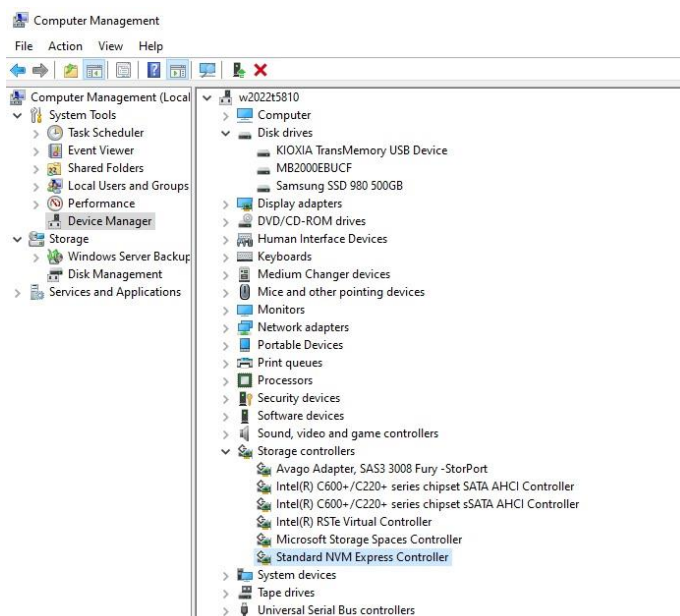 Computer Management
File Action View Help
Computer Management (Local
System Tools
Task Scheduler
Event Viewer
Shared Folders
Local Users and Groups
Performance
Device Manager
Storage
Windows Server Backup
Disk Management
Services and Applications
w2022t5810
Computer
Disk drives
KIOXIA TransMemory USB Device
MB2000EBUCF
Samsung SSD 980 500GB
Display adapters
DVD/CD-ROM drives
Human Interface Devices
Keyboards
Medium Changer devices
Mice and other pointing devices
Monitors
Network adapters
Portable Devices
Print queues
Processors
Security devices
Software devices
Sound, video and game controllers
Storage controllers
Avago Adapter, SAS3 3008 Fury -StorPort
Intel(R) C600+/C220+ series chipset SATA AHCI Controller
Intel(R) C600+/C220+ series chipset sSATA AHCI Controller
Intel(R) RSTe Virtual Controller
Microsoft Storage Spaces Controller
Standard NVM Express Controller
System devices
Tape drives
Universal Serial Bus controllers